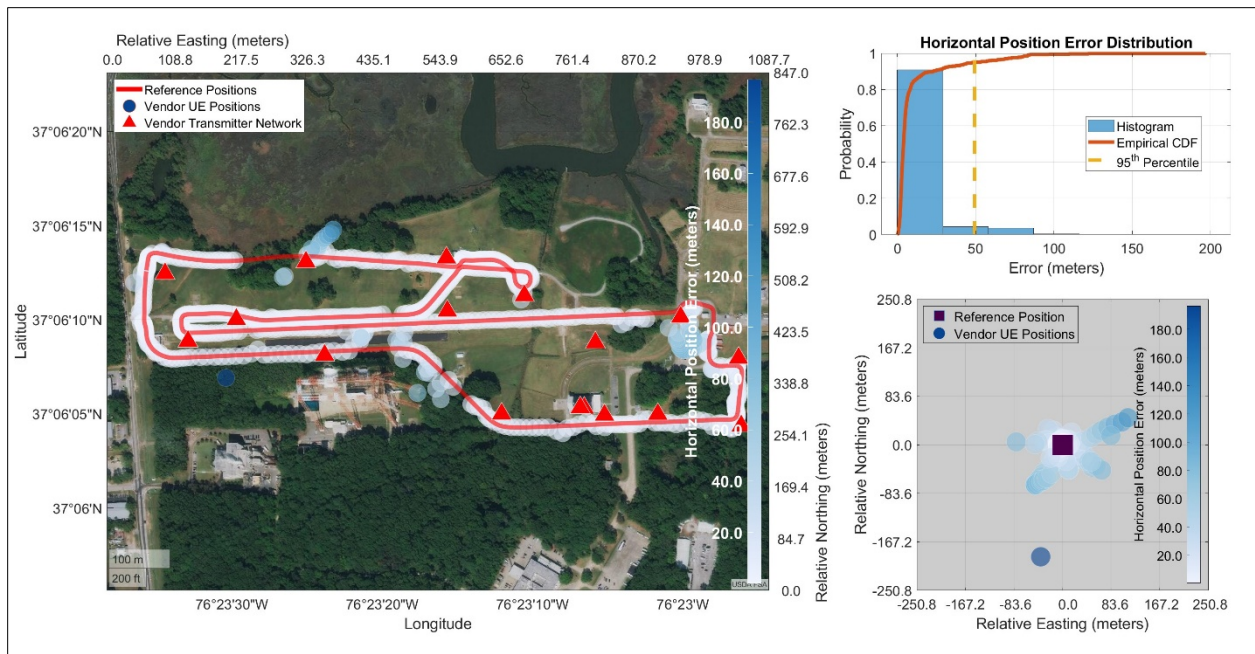 Relative Easting (meters)
0.0 108.8 217.5 326.3 435.1 543.9 652.6 761.4 870.2 978.9 1087.7
Reference Positions
Vendor UE Positions
Vendor Transmitter Network
37°06'20"N
37°06'15"N
37°06'10"N
37°06'05"N
37°06'N
Latitude
180.0
160.0
140.0
120.0
100.0
80.0
60.0
40.0
20.0
Horizontal Position Error (meters)
847.0
762.3
677.6
592.9
508.2
423.5
338.8
254.1
169.4
84.7
0.0
Relative Northing (meters)
100 m
200 ft
76°23'30"W 76°23'20"W 76°23'10"W 76°23'W
Longitude
Horizontal Position Error Distribution
1
0.8
0.6
0.4
0.2
0
Probability
Histogram
Empirical CDF
95th Percentile
0 50 100 150 200
Error (meters)
250.8
167.2
83.6
0.0
-83.6
-167.2
-250.8
Relative Northing (meters)
Reference Position
Vendor UE Positions
180.0
160.0
140.0
120.0
100.0
80.0
60.0
40.0
20.0
Horizontal Position Error (meters)
-250.8 -167.2 -83.6 0.0 83.6 167.2 250.8
Relative Easting (meters)